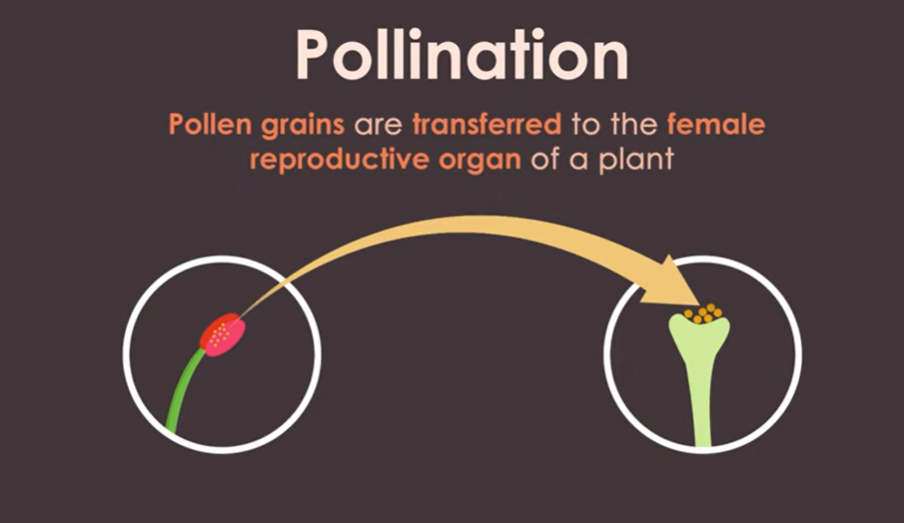 Pollination
Pollen grains are transferred to the female
reproductive organ of a plant